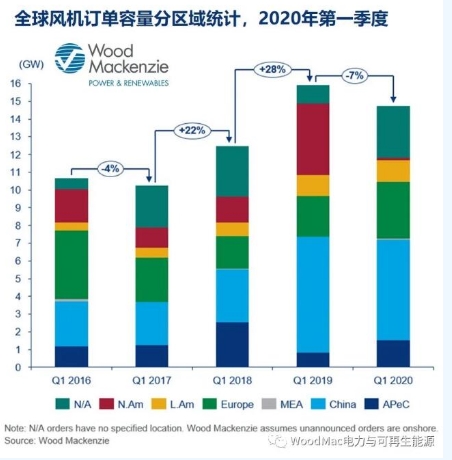 全球风机订单容量分区域统计，2020年第一季度
(GW)
Wood
Mackenzie
POWER & RENEWABLES
-4%
+22%
+28%
-7%
16
15
14
13
12
11
10
9
8
7
6
5
4
3
2
1
0
Q1 2016
Q1 2017
Q1 2018
Q1 2019
Q1 2020
N/A
N.Am
L.Am
Europe
MEA
China
APeC
Note: N/A orders have no specified location. Wood Mackenzie assumes unannounced orders are onshore.
Source: Wood Mackenzie
WoodMac电力与可再生能源